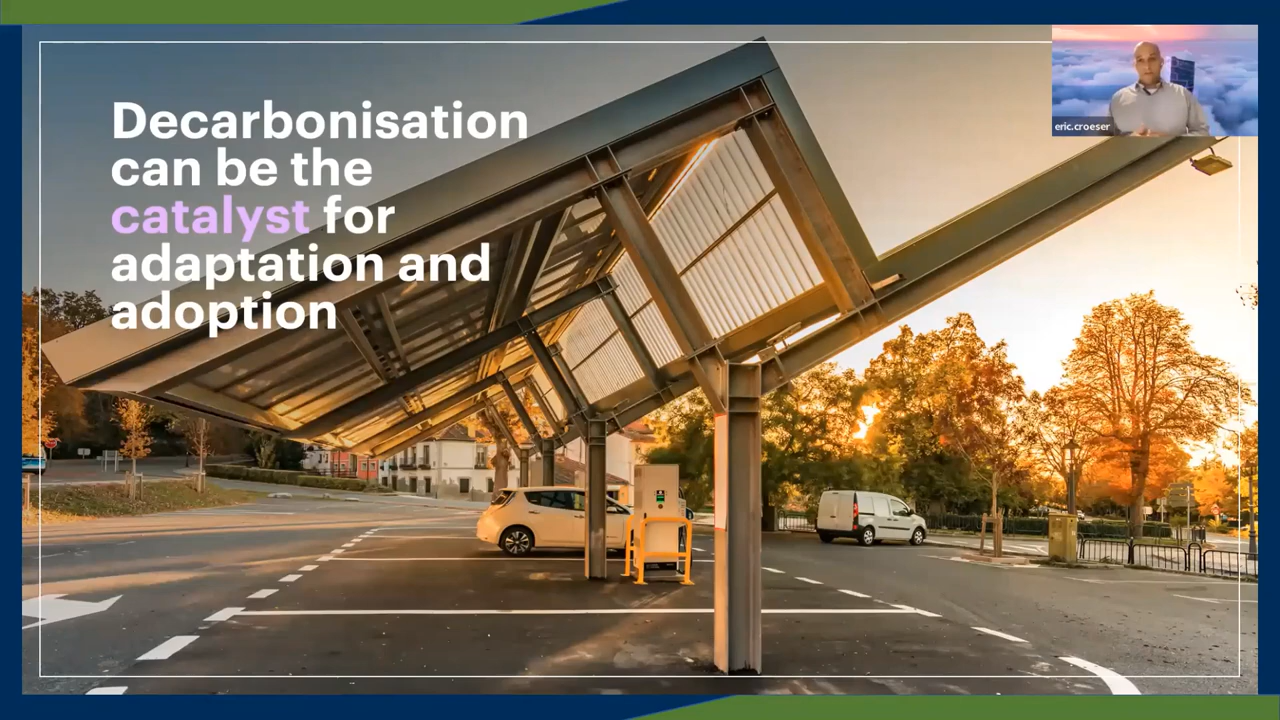 Decarbonisation
can be the
catalyst for
adaptation and
adoption
eric.croeser